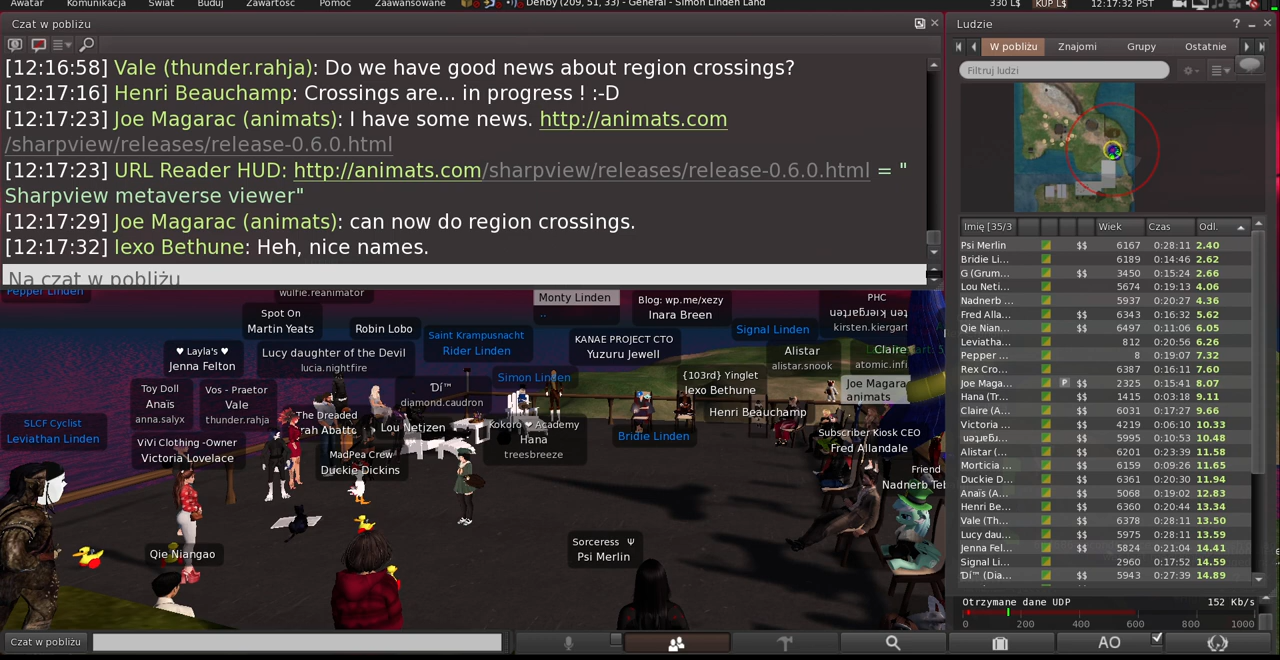 Awatar Komunikacja Świat Buduj Zawartość Pomoc Zaawansowane Denby (209, 51, 33) - General - Simon Linden Land 330 L$ KUP L$ 12:17:32 PST
Czat w pobliżu
[12:16:58] Vale (thunder.rahja): Do we have good news about region crossings?
[12:17:16] Henri Beauchamp: Crossings are... in progress ! :-D
[12:17:23] Joe Magarac (animats): I have some news. http://animats.com
/sharpview/releases/release-0.6.0.html
[12:17:23] URL Reader HUD: http://animats.com/sharpview/releases/release-0.6.0.html = "
Sharpview metaverse viewer"
[12:17:29] Joe Magarac (animats): can now do region crossings.
[12:17:32] Iexo Bethune: Heh, nice names.
Na czat w pobliżu
Pepper Linden
wulfie.reanimator
Monty Linden
..
Blog: wp.me/xezy
Inara Breen
PHC
kirsten.kiergart
Spot On
Martin Yeats
Robin Lobo
Saint Krampusnacht
Rider Linden
KANAE PROJECT CTO
Yuzuru Jewell
Signal Linden
♥ Layla's ♥
Jenna Felton
Lucy daughter of the Devil
lucia.nightfire
Simon Linden
Alistar
alistar.snook
Claire
atomic.infi
Toy Doll
Anaïs
anna.salyx
Vos - Praetor
Vale
thunder.rahja
Ɗí™
diamond.caudron
{103rd} Yinglet
Iexo Bethune
Joe Magara
animats
Henri Beauchamp
The Dreaded
rah Abatt
Lou Netizen
Kokoro ♥ Academy
Hana
treesbreeze
SLCF Cyclist
Leviathan Linden
Bridie Linden
Subscriber Kiosk CEO
Fred Allandale
ViVi Clothing -Owner
Victoria Lovelace
MadPea Crew
Duckie Dickins
Friend
Nadnerb Teb
Qie Niangao
Sorceress Ψ
Psi Merlin
Czat w pobliżu
Ludzie
? _ ×
W pobliżu Znajomi Grupy Ostatnie
Filtruj ludzi
Imię [35/3 Wiek Czas Odl.
Psi Merlin $$ 6167 0:28:11 2.40
Bridie Li... 6189 0:14:46 2.62
G (Grum... $$ 3450 0:15:24 2.66
Lou Neti... 5674 0:19:13 4.06
Nadnerb ... 5937 0:20:27 4.36
Fred Alla... $$ 6343 0:16:32 5.62
Qie Nian... $$ 6497 0:11:06 6.05
Leviatha... 812 0:20:56 6.26
Pepper ... 8 0:19:07 7.32
Rex Cro... 6387 0:16:11 7.60
Joe Maga... P $$ 2325 0:15:41 8.07
Hana (Tr... $$ 1415 0:03:18 9.11
Claire (A... $$ 6031 0:17:27 9.66
Victoria ... $$ 4219 0:06:10 10.33
$$ 5995 0:10:53 10.48
Alistar (... $$ 6201 0:23:39 11.58
Morticia ... $$ 6159 0:09:26 11.65
Duckie D... $$ 6361 0:20:30 11.94
Anaïs (A... $$ 5068 0:19:02 12.83
Henri Be... $$ 6360 0:20:44 13.34
Vale (Th... $$ 6378 0:28:11 13.50
Lucy dau... $$ 5975 0:28:11 13.59
Jenna Fel... $$ 5824 0:21:04 14.41
Signal Li... 2960 0:17:52 14.59
Ɗí™ (Dia... $$ 5943 0:27:39 14.89
Otrzymane dane UDP 152 Kb/s
0 200 400 600 800 1000
AO